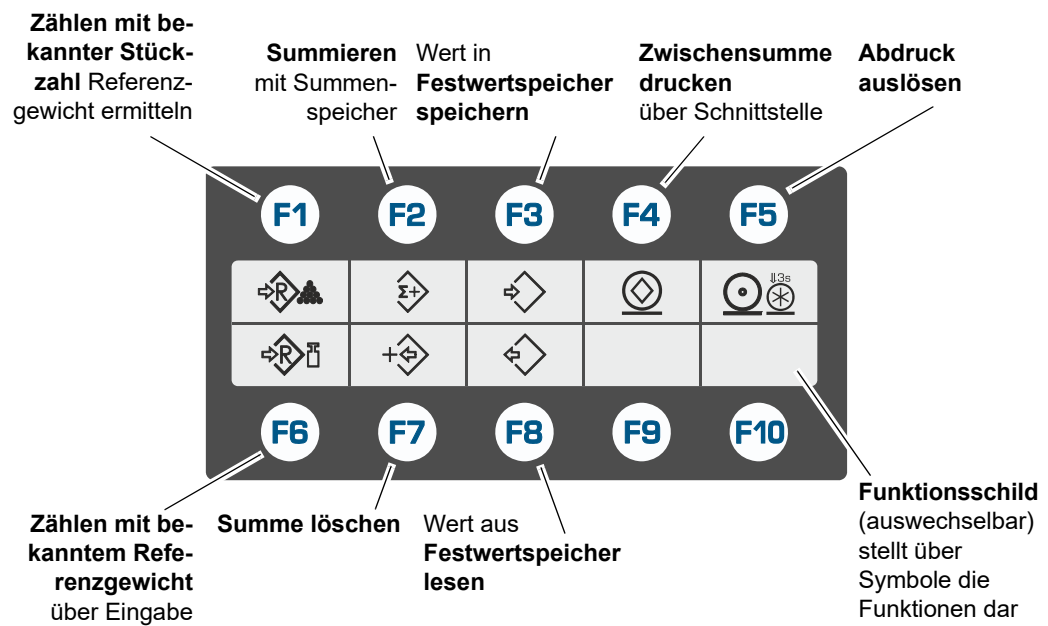 Zählen mit be-
kannter Stück-
zahl Referenz-
gewicht ermitteln
Summieren
mit Summen-
speicher
Wert in
Festwertspeicher
speichern
Zwischensumme
drucken
über Schnittstelle
Abdruck
auslösen
F1 F2 F3 F4 F5
R Σ+ ⇓3s
R +
F6 F7 F8 F9 F10
Zählen mit be-
kanntem Refe-
renzgewicht
über Eingabe
Summe löschen
Wert aus
Festwertspeicher
lesen
Funktionsschild
(auswechselbar)
stellt über
Symbole die
Funktionen dar